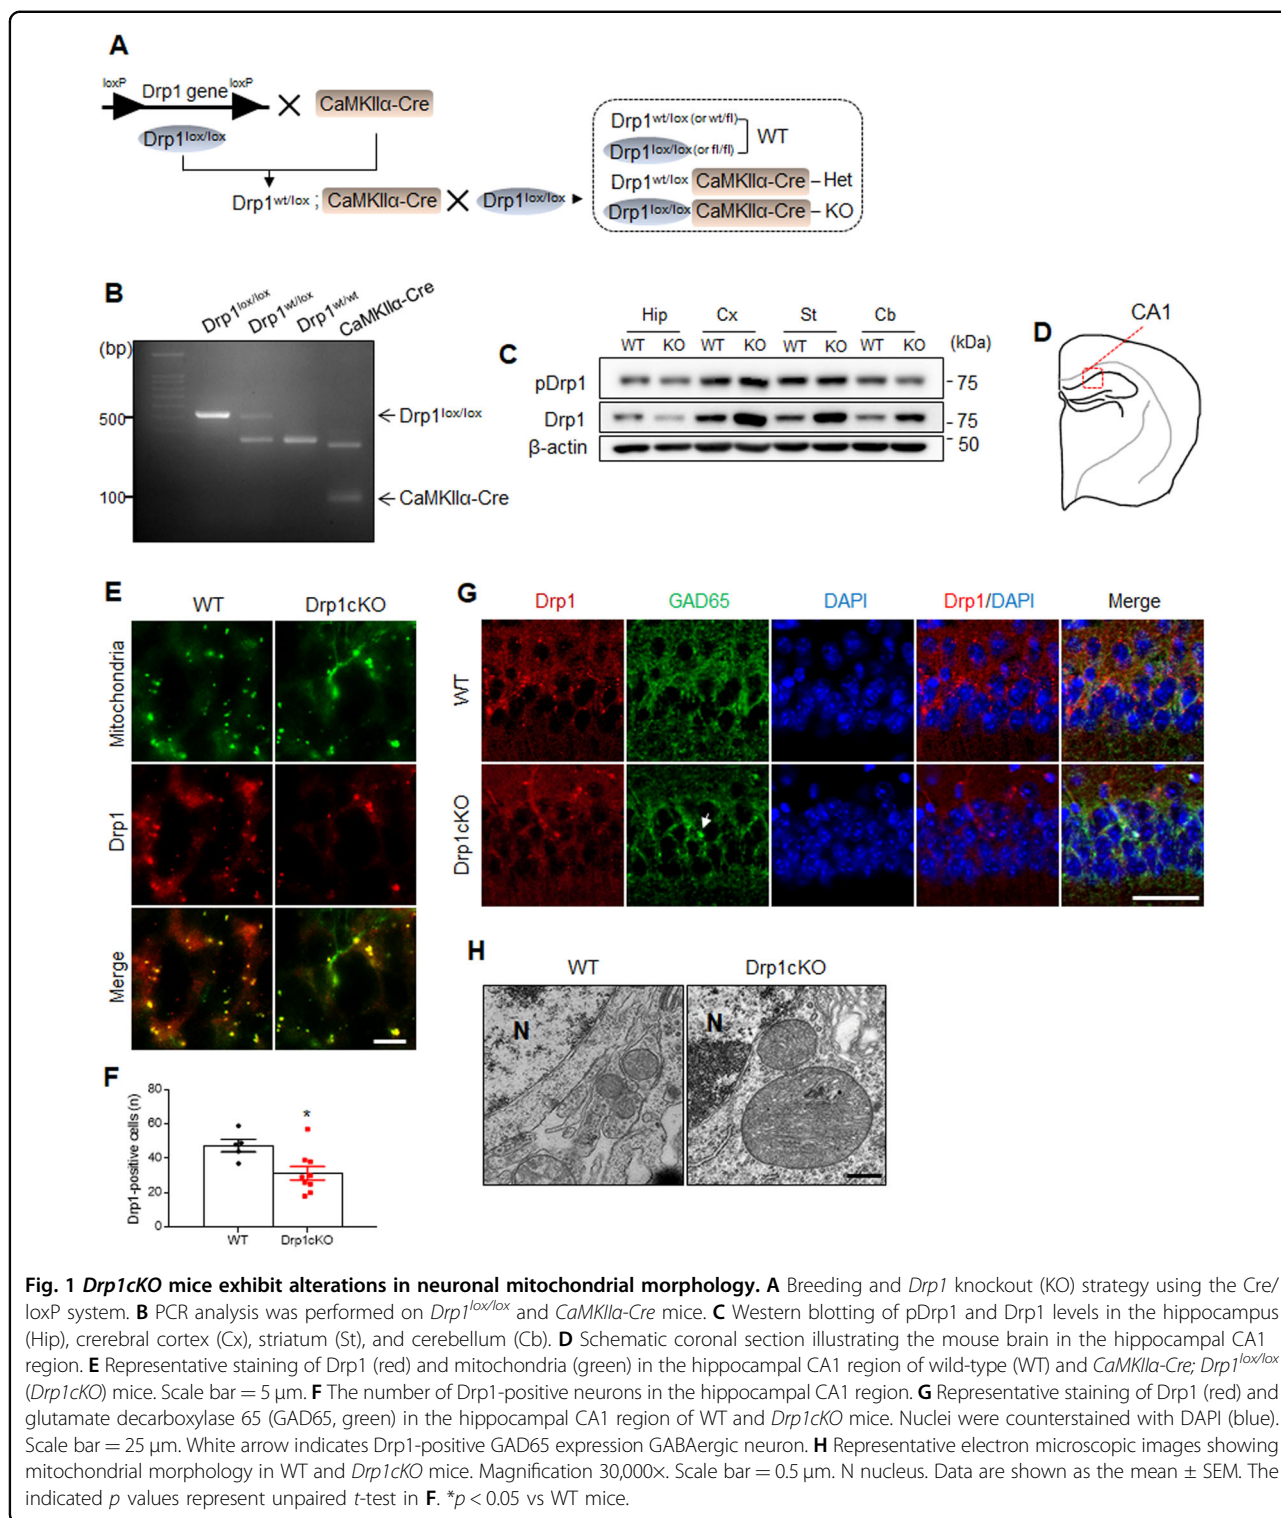 A
loxP
Drp1 gene
loxP
CaMKIIα-Cre
Drp1lox/lox
Drp1wt/lox ; CaMKIIα-Cre
Drp1lox/lox
Drp1wt/lox (or wt/fl)
Drp1lox/lox (or fl/fl)
WT
Drp1wt/lox CaMKIIα-Cre – Het
Drp1lox/lox CaMKIIα-Cre – KO
B
Drp1lox/lox
Drp1wt/lox
Drp1wt/wt
CaMKIIα-Cre
(bp)
500
100
Drp1lox/lox
CaMKIIα-Cre
C
Hip Cx St Cb
WT KO WT KO WT KO WT KO (kDa)
pDrp1 - 75
Drp1 - 75
β-actin - 50
D
CA1
E
WT Drp1cKO
Mitochondria
Drp1
Merge
F
Drp1-positive cells (n)
80
60
40
20
0
*
WT Drp1cKO
G
Drp1 GAD65 DAPI Drp1/DAPI Merge
WT
Drp1cKO
H
WT Drp1cKO
N N
Fig. 1 Drp1cKO mice exhibit alterations in neuronal mitochondrial morphology. A Breeding and Drp1 knockout (KO) strategy using the Cre/
loxP system. B PCR analysis was performed on Drp1lox/lox and CaMKIIα-Cre mice. C Western blotting of pDrp1 and Drp1 levels in the hippocampus
(Hip), crerebral cortex (Cx), striatum (St), and cerebellum (Cb). D Schematic coronal section illustrating the mouse brain in the hippocampal CA1
region. E Representative staining of Drp1 (red) and mitochondria (green) in the hippocampal CA1 region of wild-type (WT) and CaMKIIα-Cre; Drp1lox/lox
(Drp1cKO) mice. Scale bar = 5 μm. F The number of Drp1-positive neurons in the hippocampal CA1 region. G Representative staining of Drp1 (red) and
glutamate decarboxylase 65 (GAD65, green) in the hippocampal CA1 region of WT and Drp1cKO mice. Nuclei were counterstained with DAPI (blue).
Scale bar = 25 μm. White arrow indicates Drp1-positive GAD65 expression GABAergic neuron. H Representative electron microscopic images showing
mitochondrial morphology in WT and Drp1cKO mice. Magnification 30,000×. Scale bar = 0.5 μm. N nucleus. Data are shown as the mean ± SEM. The
indicated p values represent unpaired t-test in F. *p < 0.05 vs WT mice.